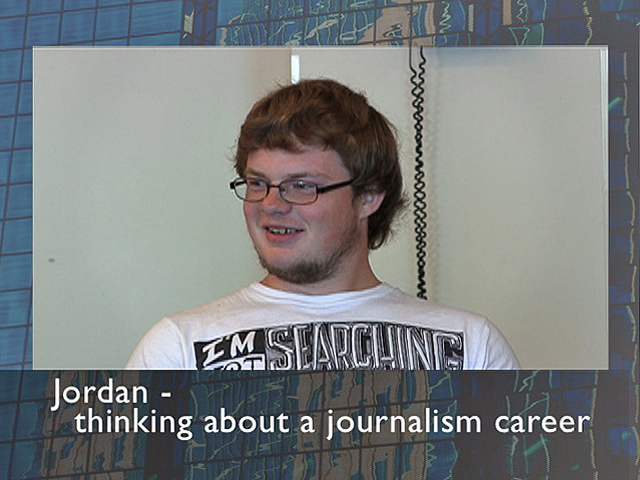 I'M SEARCHING
Jordan -
thinking about a journalism career